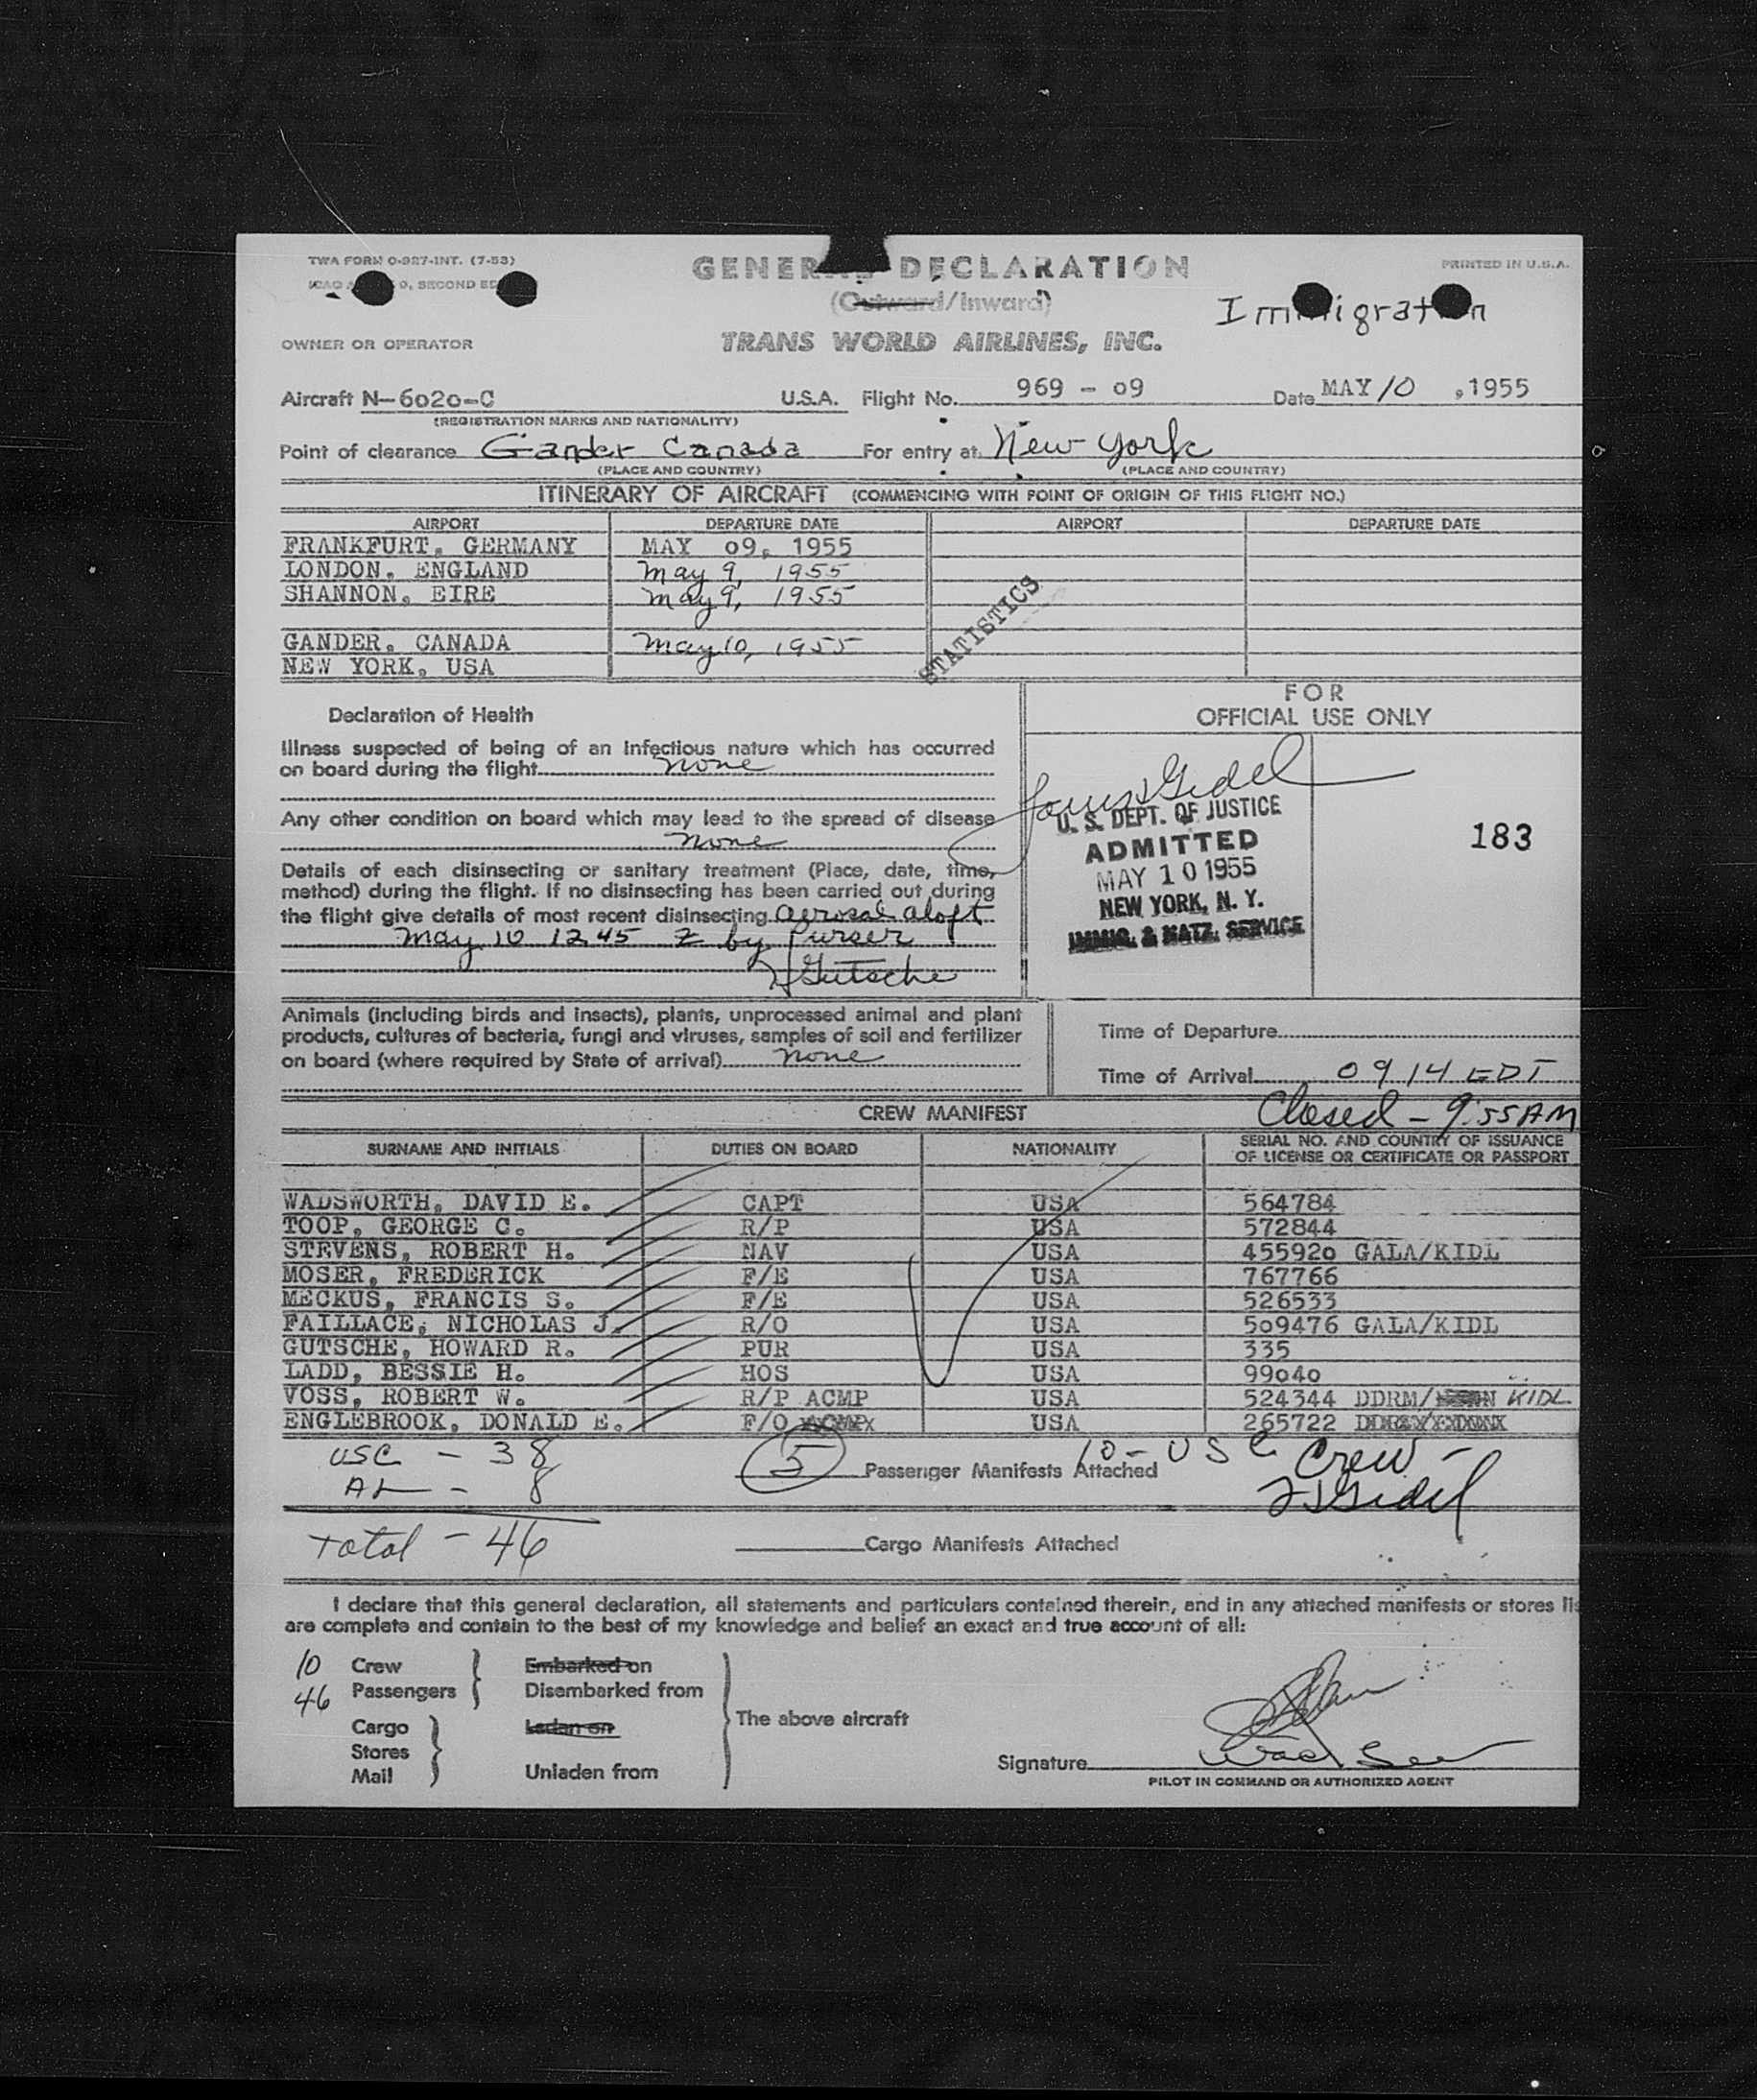 TWA FORM O-927-INT. (7-53)
ICAO 9, SECOND ED
PRINTED IN U.S.A.
GENERAL DECLARATION
(Outward/Inward)
Immigration
OWNER OR OPERATOR
TRANS WORLD AIRLINES, INC.
Aircraft N-6020-C U.S.A. Flight No. 969 - 09 Date MAY 10 ,1955
(REGISTRATION MARKS AND NATIONALITY)
Point of clearance Gander Canada For entry at New York
(PLACE AND COUNTRY) (PLACE AND COUNTRY)
ITINERARY OF AIRCRAFT (COMMENCING WITH POINT OF ORIGIN OF THIS FLIGHT NO.)
AIRPORT DEPARTURE DATE AIRPORT DEPARTURE DATE
FRANKFURT, GERMANY MAY 09, 1955
LONDON, ENGLAND May 9, 1955
SHANNON, EIRE May 9, 1955
STATISTICS
GANDER, CANADA May 10, 1955
NEW YORK, USA
FOR
OFFICIAL USE ONLY
Declaration of Health
Illness suspected of being of an infectious nature which has occurred
on board during the flight none
Any other condition on board which may lead to the spread of disease
none
Details of each disinsecting or sanitary treatment (Place, date, time,
method) during the flight. If no disinsecting has been carried out during
the flight give details of most recent disinsecting aerosal aloft
May 10 1245 Z by Purser
HGutsche
U. S. DEPT. OF JUSTICE
ADMITTED
MAY 10 1955
NEW YORK, N. Y.
IMMIG. & NATZ. SERVICE
183
Animals (including birds and insects), plants, unprocessed animal and plant
products, cultures of bacteria, fungi and viruses, samples of soil and fertilizer
on board (where required by State of arrival) none
Time of Departure
Time of Arrival 0914 EDT
Closed - 9:55AM
CREW MANIFEST
SURNAME AND INITIALS DUTIES ON BOARD NATIONALITY SERIAL NO. AND COUNTRY OF ISSUANCE
OF LICENSE OR CERTIFICATE OR PASSPORT
WADSWORTH, DAVID E. CAPT USA 564784
TOOP, GEORGE C. R/P USA 572844
STEVENS, ROBERT H. NAV USA 455920 GALA/KIDL
MOSER, FREDERICK F/E USA 767766
MECKUS, FRANCIS S. F/E USA 526533
FAILLACE, NICHOLAS J. R/O USA 509476 GALA/KIDL
GUTSCHE, HOWARD R. PUR USA 335
LADD, BESSIE H. HOS USA 99040
VOSS, ROBERT W. R/P ACMP USA 524344 DDRM/ KIDL
ENGLEBROOK, DONALD E. F/O USA 265722
USC - 38
AL - 8
5 Passenger Manifests Attached
10 - USC Crew -
Total - 46
Cargo Manifests Attached
I declare that this general declaration, all statements and particulars contained therein, and in any attached manifests or stores lis
are complete and contain to the best of my knowledge and belief an exact and true account of all:
10 Crew Embarked on
46 Passengers Disembarked from
Cargo Laden on The above aircraft
Stores
Mail Unladen from
Signature
PILOT IN COMMAND OR AUTHORIZED AGENT